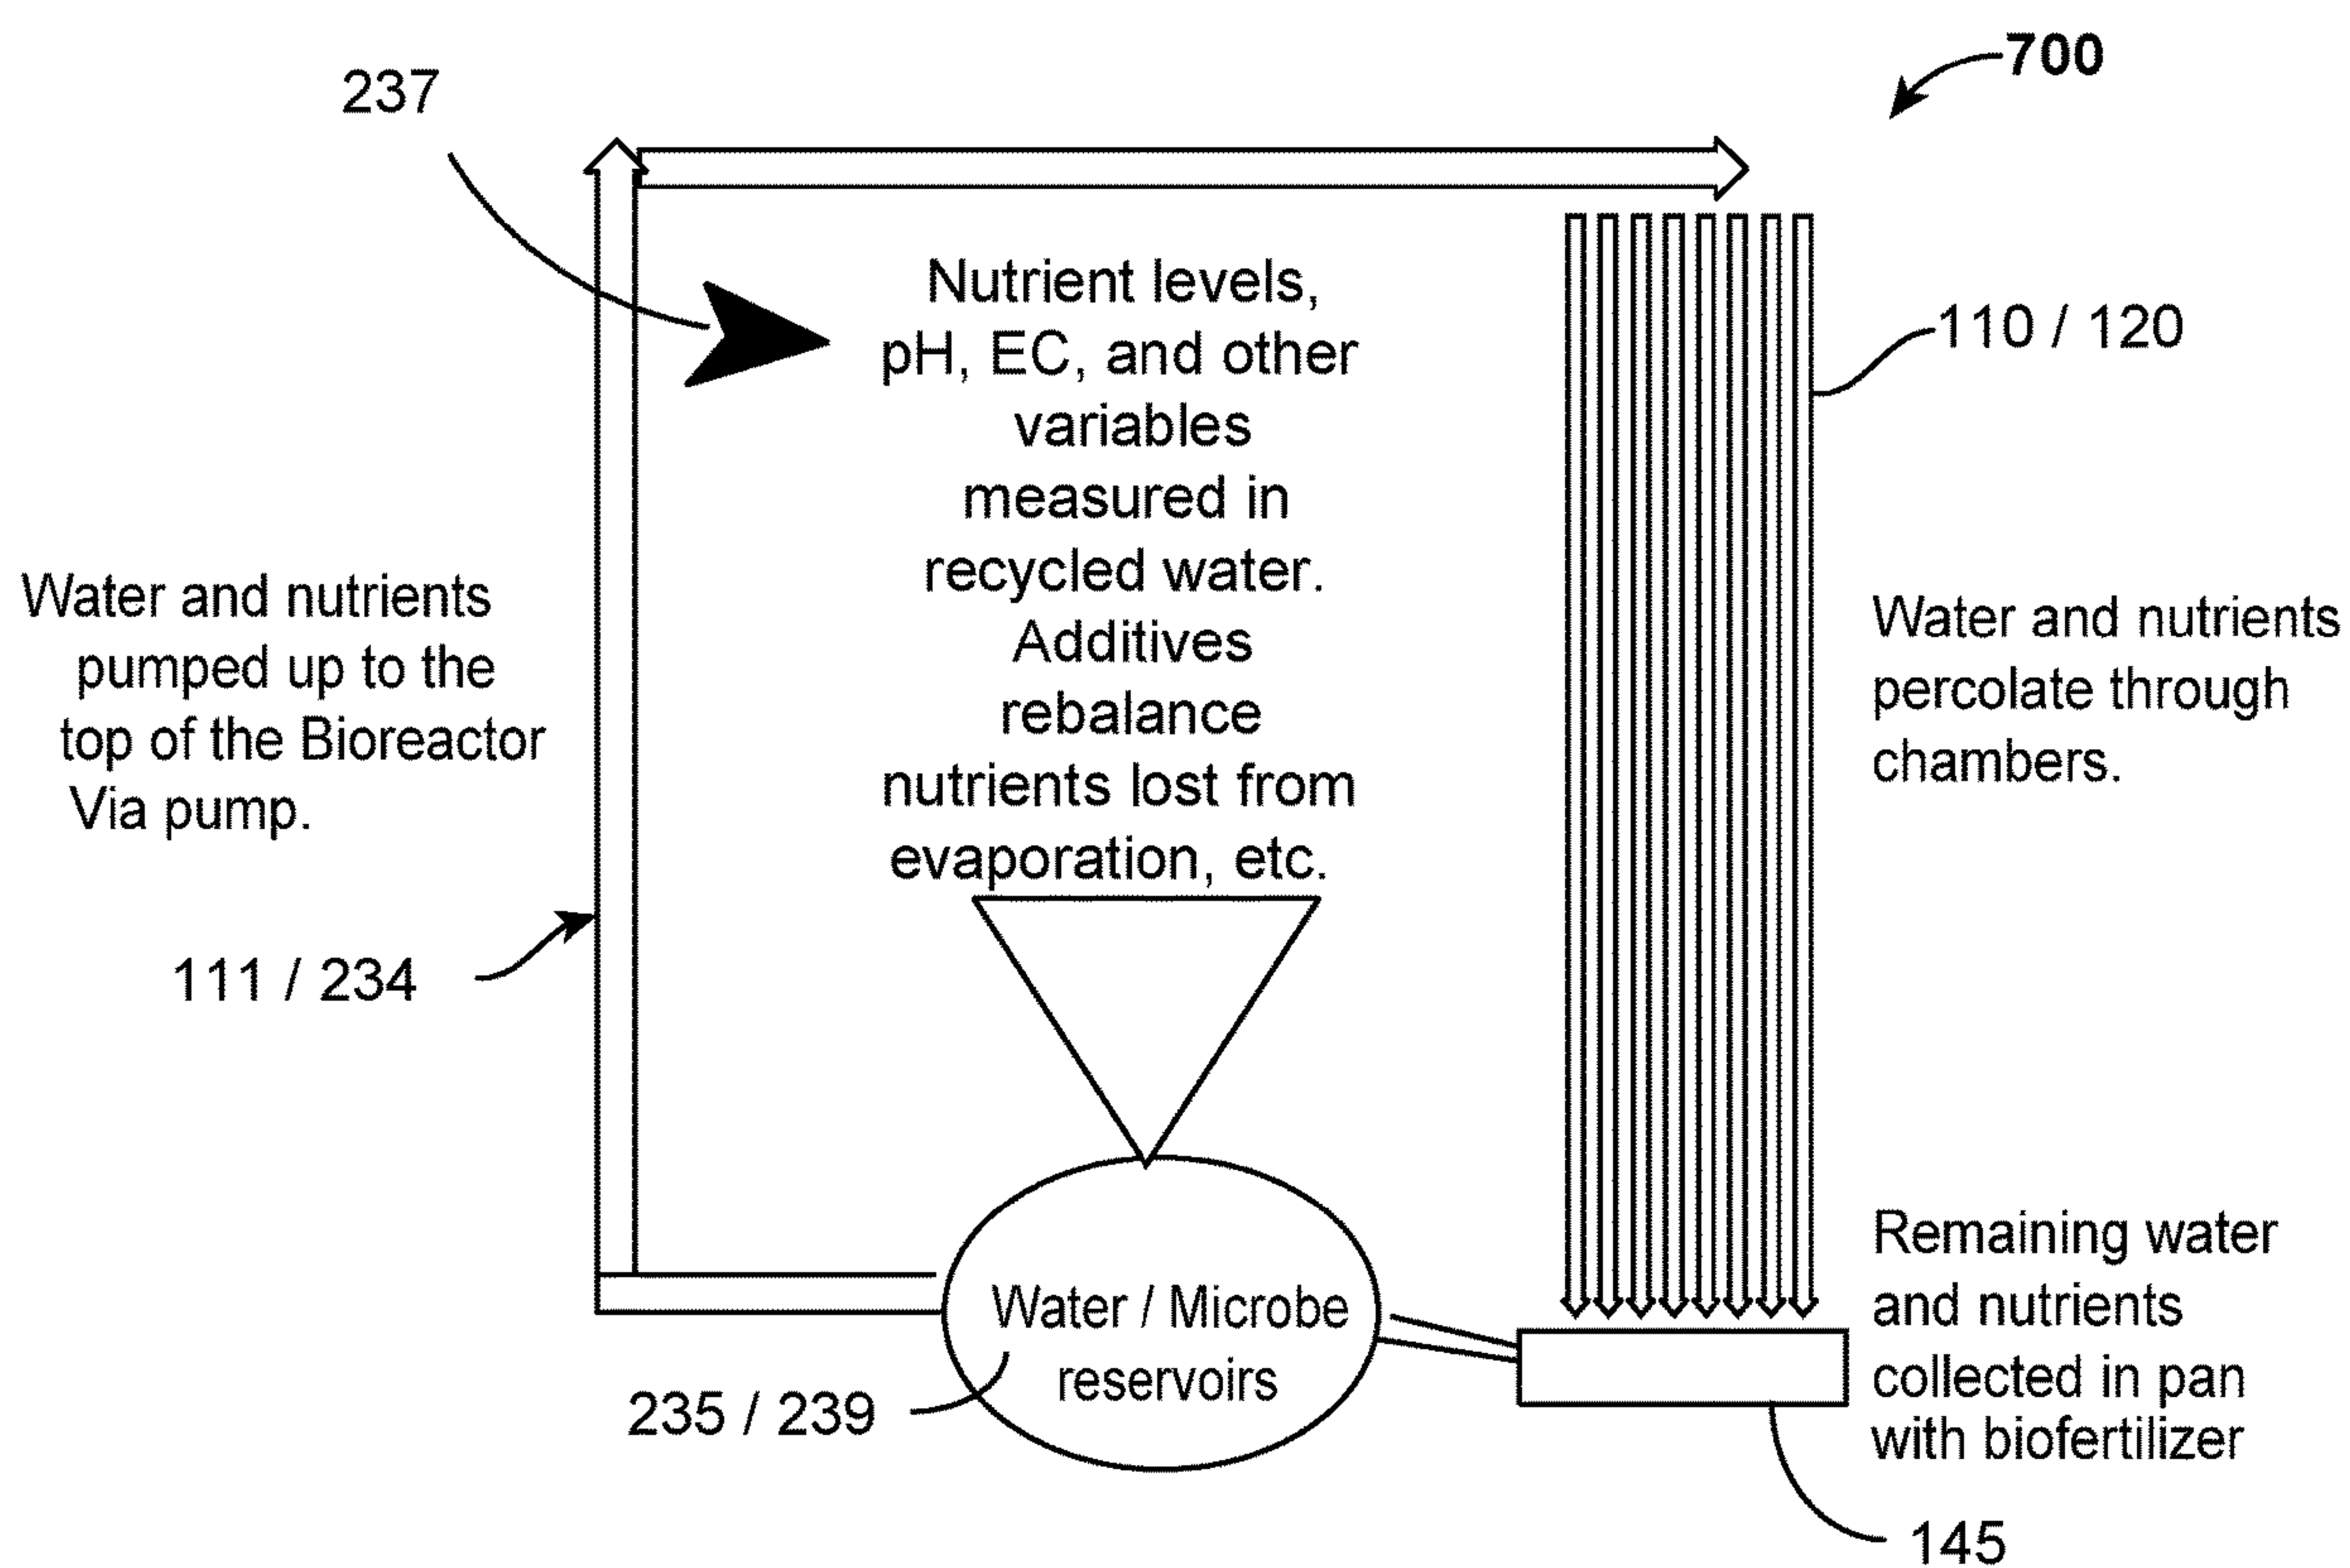 700
237
Nutrient levels,
pH, EC, and other
variables
measured in
recycled water.
Additives
rebalance
nutrients lost from
evaporation, etc.
110 / 120
Water and nutrients
pumped up to the
top of the Bioreactor
Via pump.
111 / 234
Water and nutrients
percolate through
chambers.
Water / Microbe
reservoirs
235 / 239
Remaining water
and nutrients
collected in pan
with biofertilizer
145